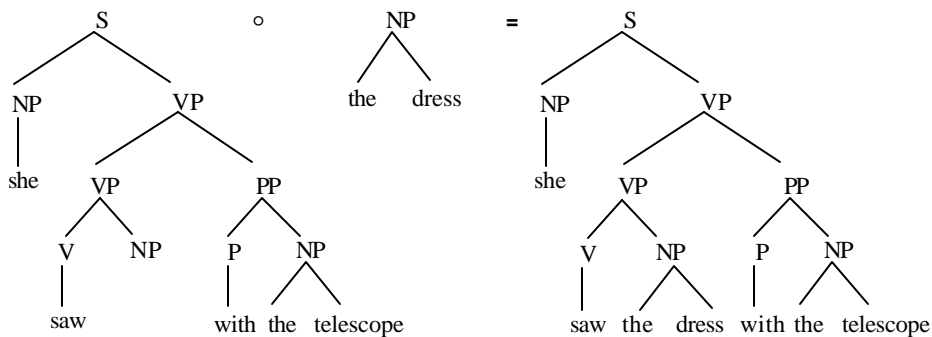 S ∘ NP = S
the dress
NP VP NP VP
she VP PP she VP PP
V NP P NP V NP P NP
saw with the telescope saw the dress with the telescope